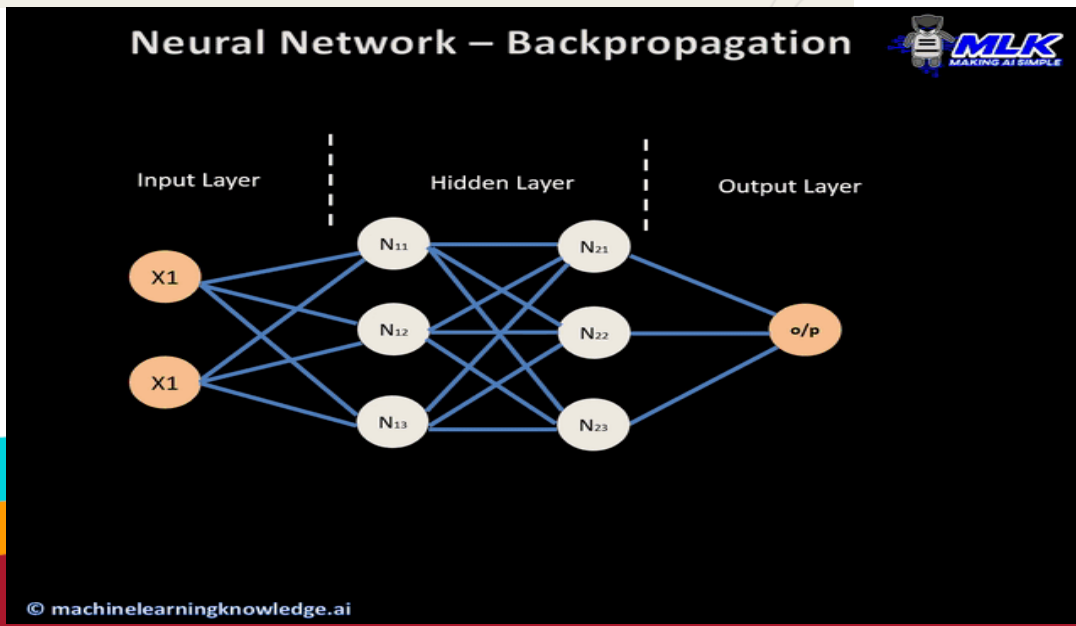 Neural Network – Backpropagation
MLK
MAKING AI SIMPLE
Input Layer
Hidden Layer
Output Layer
X1
X1
N₁₁
N₁₂
N₁₃
N₂₁
N₂₂
N₂₃
o/p
© machinelearningknowledge.ai